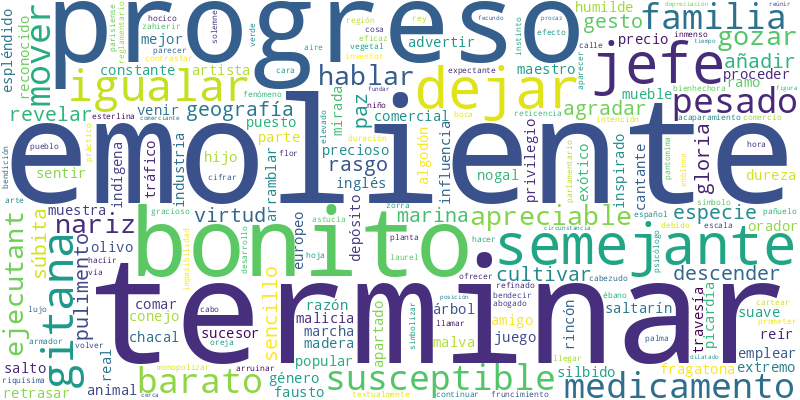 progreso
emoliente
terminar
bonito
semejante
igualar
dejar
jefe
familia
gozar
pesado
mover
hablar
gitana
barato
susceptible
medicamento
apreciable
nariz
ejecutant
virtud
especie
cultivar
descender
marina
agradar
gloria
rasgo
geografía
revelar
gesto
humilde
añadir
advertir
precio
maestro
mueble
ramo
proceder
espléndido
reconocido
mejor
constante
artista
venir
puesto
parte
paz
mirada
comercial
precioso
inglés
influencia
algodón
nogal
privilegio
exótico
inspirado
cantante
dureza
orador
sentir
indígena
tráfico
industria
hijo
arramblar
muestra
olivo
súbita
pulimento
sencillo
europeo
depósito
comar
conejo
chacal
sucesor
razón
malicia
marcha
madera
popular
género
fausto
apartado
árbol
malva
amigo
juego
rincón
saltarín
silbido
fragatona
travesía
picardía
suave
reír
emplear
extremo
salto
real
animal
retrasar
hocico
zaherir
parisiense
reglamentario
contrastar
parecer
solemne
verde
aire
región
fenómeno
cara
rey
cosa
eficaz
vegetal
inventor
expectante
niño
fundar
boca
reticencia
intención
instinto
fecundo
procaz
efecto
calle
aparecer
inmenso
tiempo
depreciación
reunir
bienhechora
figura
acaparamiento
comercio
hora
pantonina
símbolo
pañuelo
parlamentario
español
debido
escala
psicólogo
circunstancia
hacer
planta
laurel
zorra
astucia
gracioso
desarrollo
imposibilidad
hoja
flor
cifrar
elevado
duración
esterlina
comerciante
pueblo
práctico
bendición
arte
haciir
vía
lujo
armador
volver
cabo
riquísima
cerca
monopolizar
oreja
arruinar
simbolizar
llamar
posición
ofrecer
refinado
bendecir
abogado
cabezudo
ébano
llegar
palma
cartear
prometer
dilatado
textualmente
continuar
fruncimiento